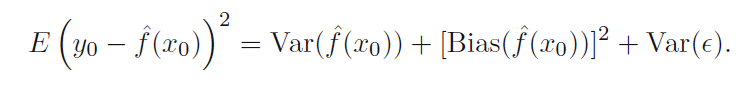 E (y₀ − f̂(x₀))² = Var(f̂(x₀)) + [Bias(f̂(x₀))]² + Var(ϵ).